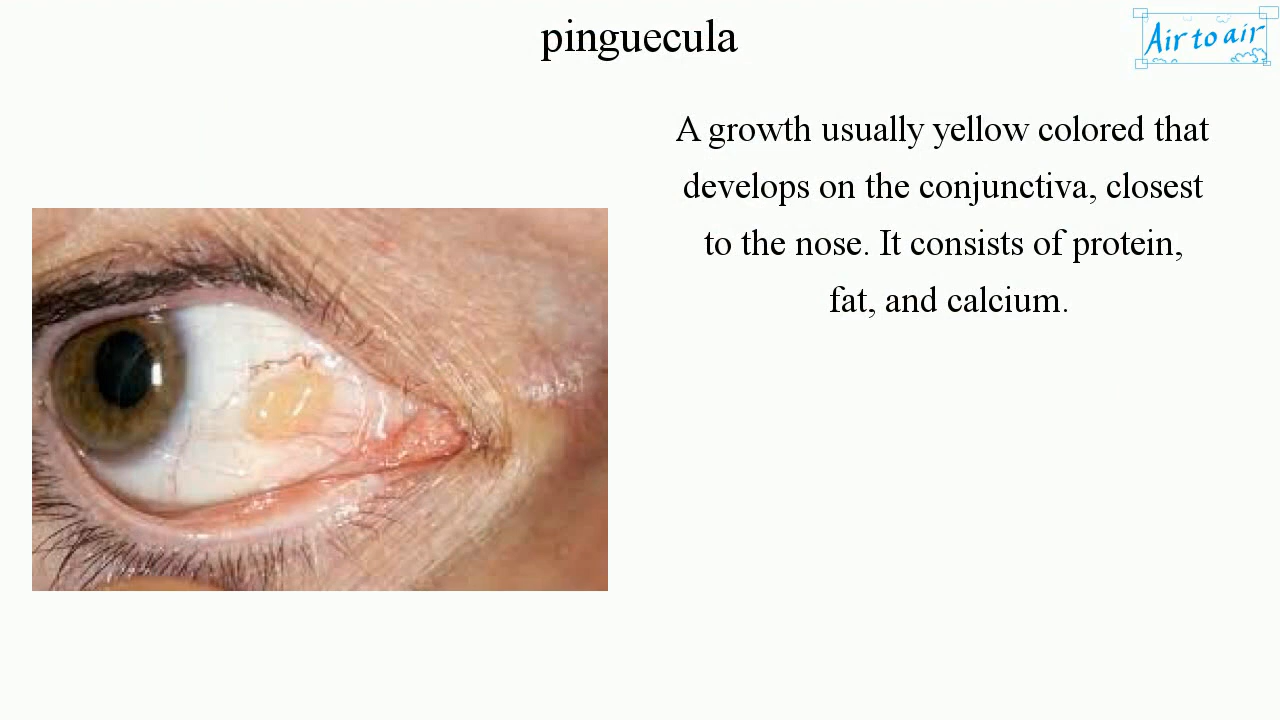 pinguecula
Air to air
A growth usually yellow colored that
develops on the conjunctiva, closest
to the nose. It consists of protein,
fat, and calcium.